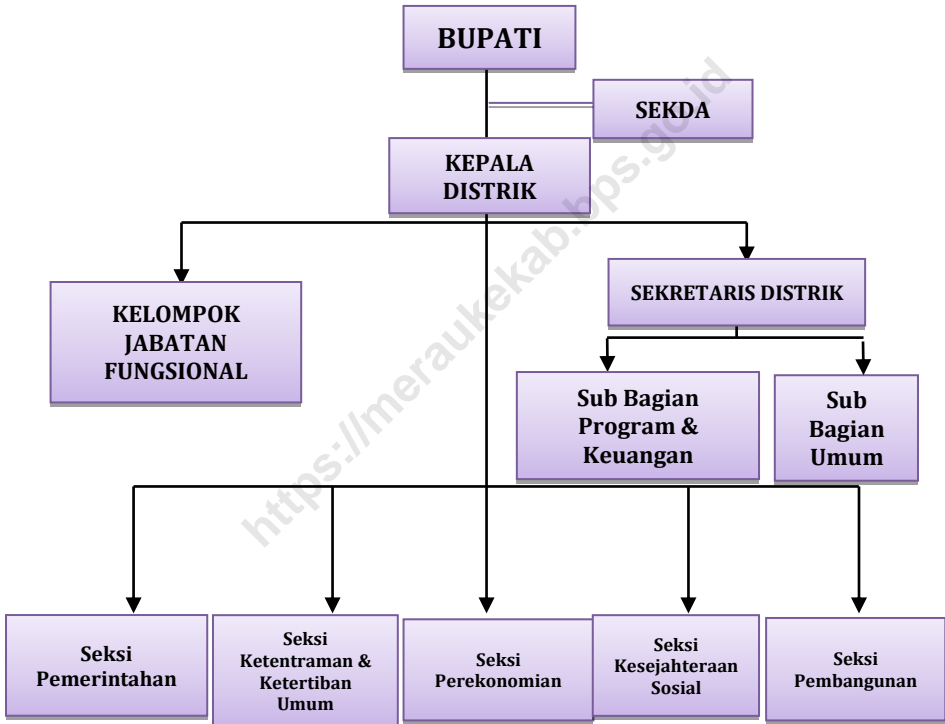 BUPATI
SEKDA
KEPALA
DISTRIK
KELOMPOK
JABATAN
FUNGSIONAL
SEKRETARIS DISTRIK
Sub Bagian
Program &
Keuangan
Sub
Bagian
Umum
Seksi
Pemerintahan
Seksi
Ketentraman &
Ketertiban
Umum
Seksi
Perekonomian
Seksi
Kesejahteraan
Sosial
Seksi
Pembangunan
https://meraukekab.bps.go.id